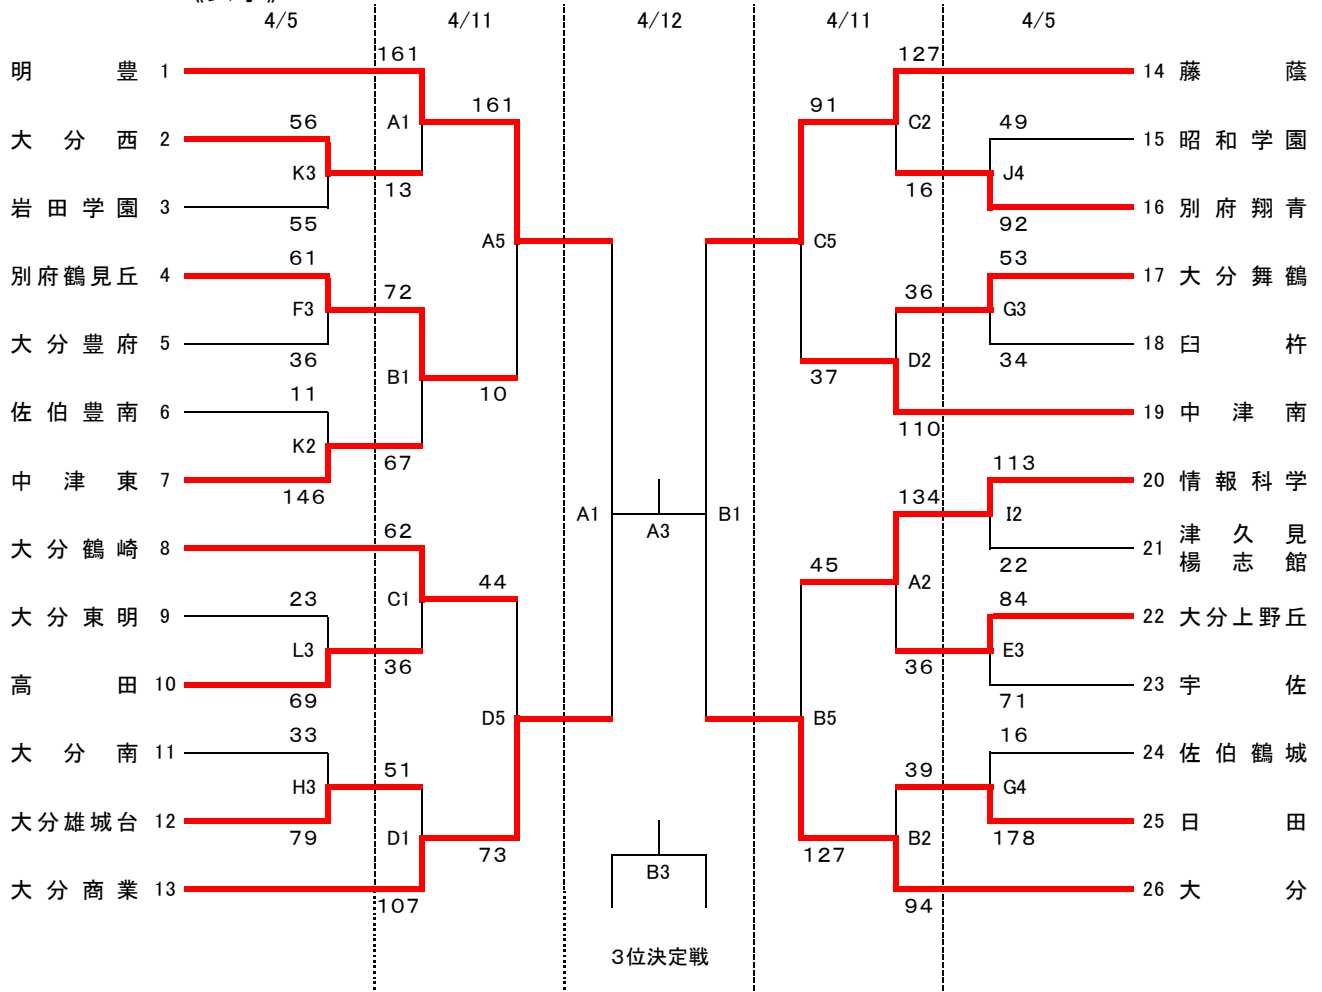 4/5 4/11 4/12 4/11 4/5
161 127
明 豊 1 14 藤 蔭
161 91
56 A1 C2 49
大 分 西 2 15 昭 和 学 園
K3 J4
13 16
岩 田 学 園 3 16 別 府 翔 青
55 92
A5 C5
61 53
別府鶴見丘 4 17 大 分 舞 鶴
72 36
F3 G3
大 分 豊 府 5 18 臼 杵
36 D2 34
B1 37
11 10
佐 伯 豊 南 6 19 中 津 南
110
K2
67 113
中 津 東 7 20 情 報 科 学
146 134
A1 B1 I2
A3
62
大 分 鶴 崎 8 21 津 久 見
楊 志 館
44 45 22
A2
23 C1 84
大 分 東 明 9 22 大分上野丘
L3 E3
36 36
高 田 10 23 宇 佐
69 71
D5 B5
33 16
大 分 南 11 24 佐 伯 鶴 城
51 39
H3 G4
大分雄城台 12 25 日 田
79 D1 B2 178
73 127
B3
大 分 商 業 13 26 大 分
107 94
3位決定戦